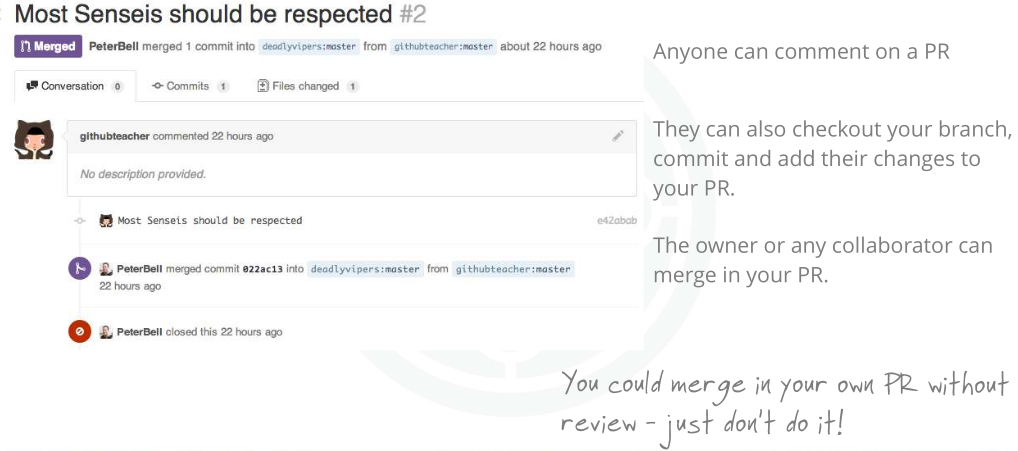 Most Senseis should be respected #2
Merged PeterBell merged 1 commit into deadlyvipers:master from githubteacher:master about 22 hours ago
Conversation 0 Commits 1 Files changed 1
githubteacher commented 22 hours ago
No description provided.
Most Senseis should be respected e42abab
PeterBell merged commit 022ac13 into deadlyvipers:master from githubteacher:master
22 hours ago
PeterBell closed this 22 hours ago
Anyone can comment on a PR
They can also checkout your branch,
commit and add their changes to
your PR.
The owner or any collaborator can
merge in your PR.
You could merge in your own PR without
review - just don't do it!